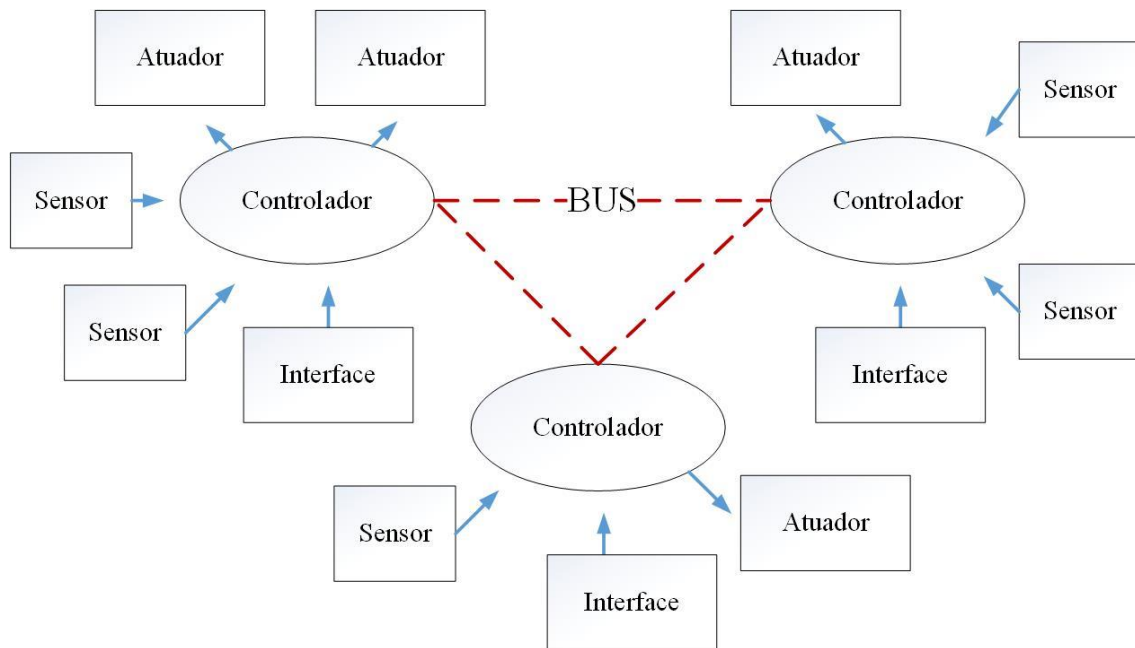 Atuador
Atuador
Atuador
Sensor
Sensor
Controlador
BUS
Controlador
Sensor
Sensor
Interface
Interface
Controlador
Sensor
Atuador
Interface